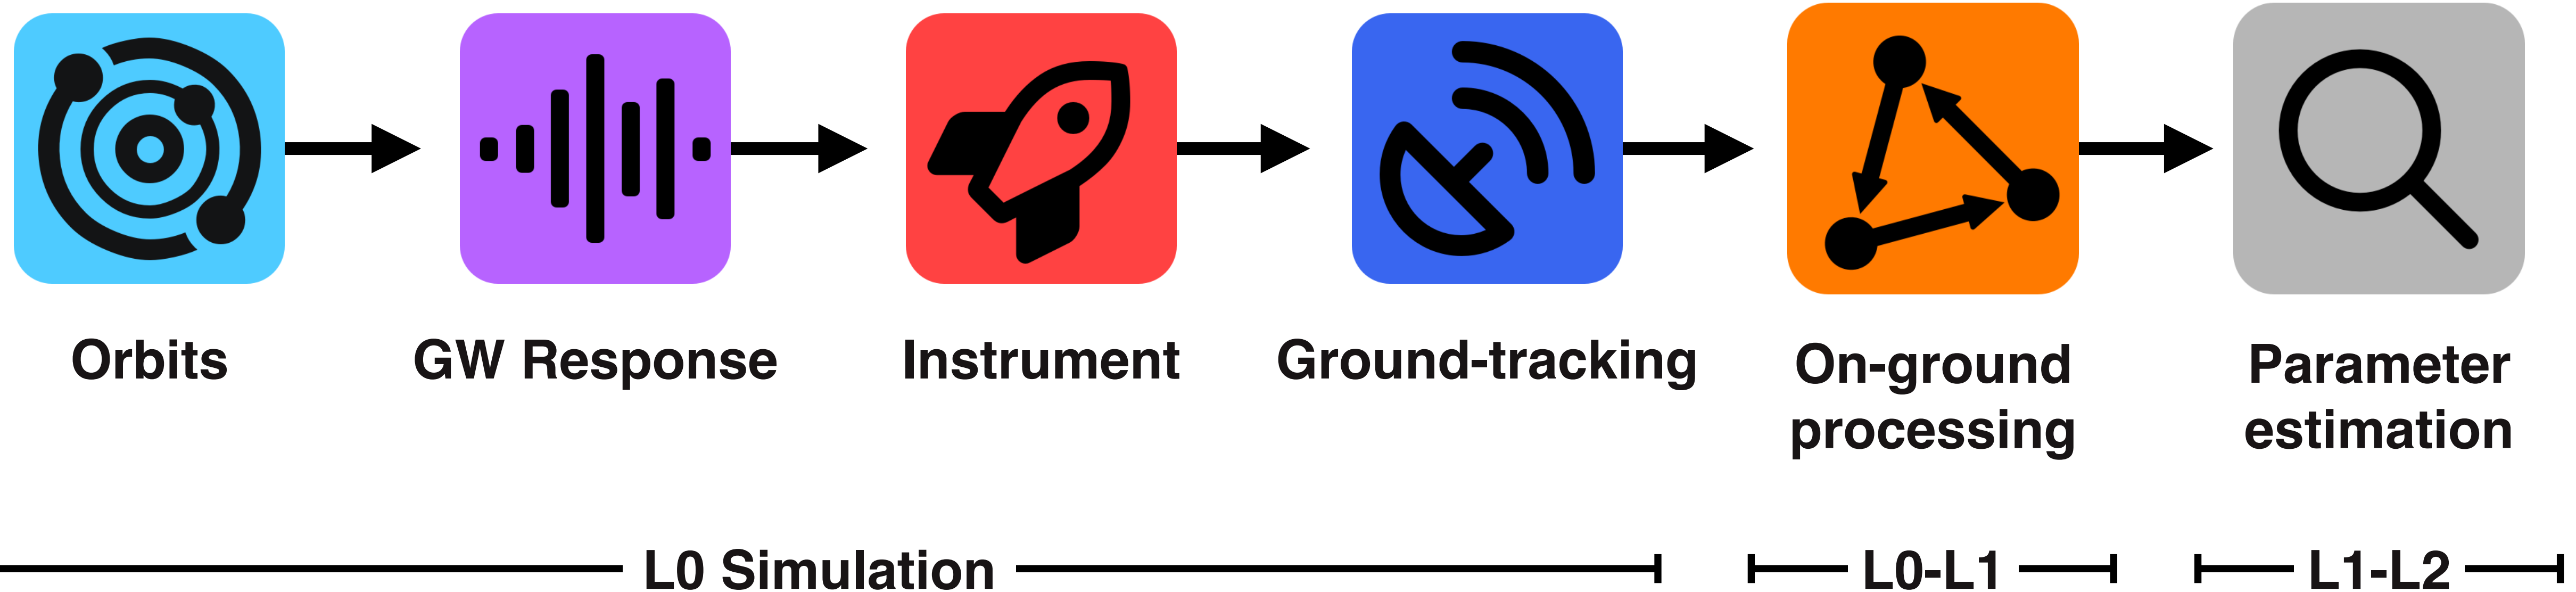 Orbits
GW Response
Instrument
Ground-tracking
On-ground
processing
Parameter
estimation
L0 Simulation
L0-L1
L1-L2